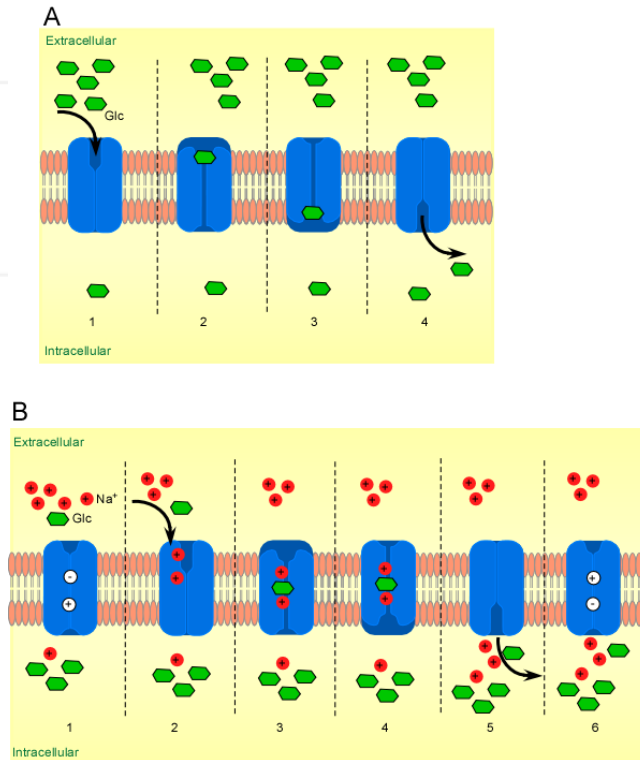 A
Extracellular
Glc
1 2 3 4
Intracellular
B
Extracellular
Na+
Glc
1 2 3 4 5 6
Intracellular